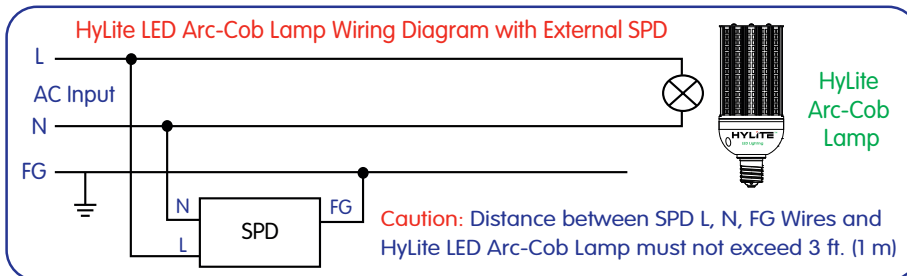 HyLite LED Arc-Cob Lamp Wiring Diagram with External SPD
L
AC Input
N
FG
N
L
SPD
FG
HYLITE
LED Lighting
HyLite
Arc-Cob
Lamp
Caution: Distance between SPD L, N, FG Wires and
HyLite LED Arc-Cob Lamp must not exceed 3 ft. (1 m)